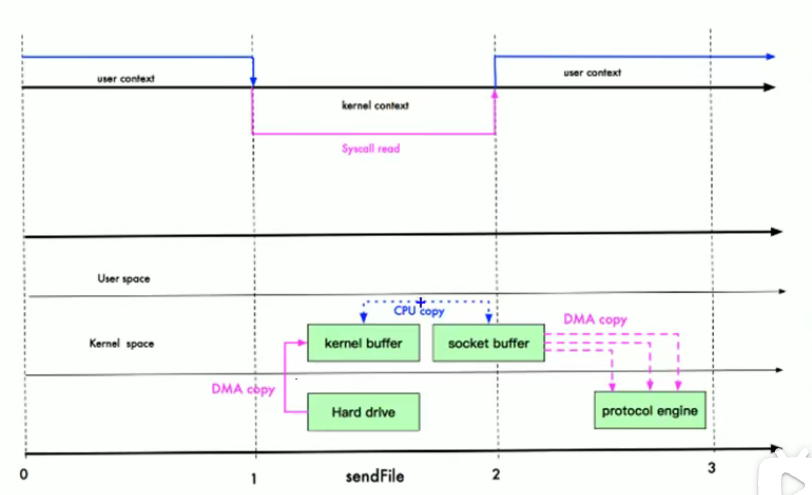 user context
user context
kernel context
Syscall read
User space
CPU copy
DMA copy
Kernel space
kernel buffer
socket buffer
DMA copy
Hard drive
protocol engine
0
1
sendFile
2
3